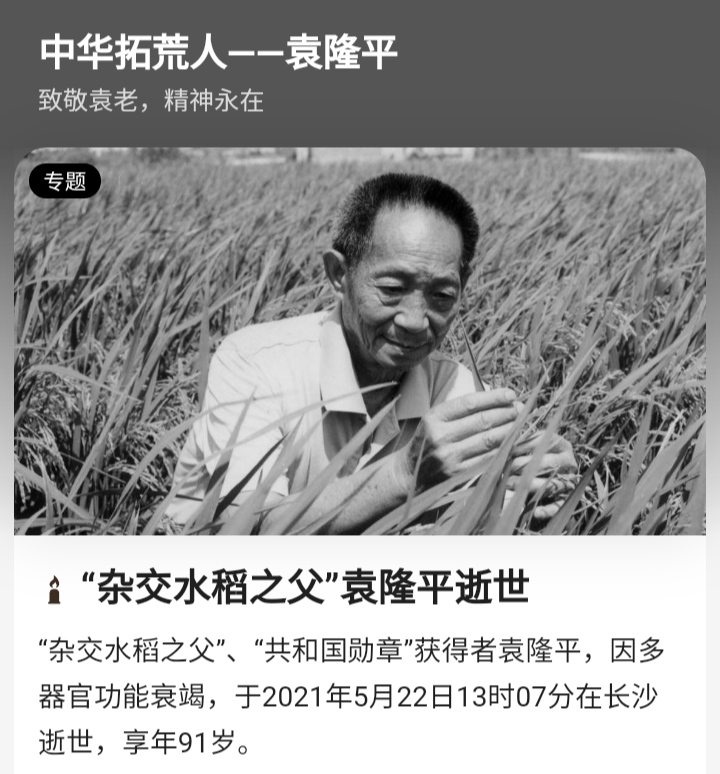 中华拓荒人——袁隆平
致敬袁老，精神永在
专题
“杂交水稻之父”袁隆平逝世
“杂交水稻之父”、“共和国勋章”获得者袁隆平，因多
器官功能衰竭，于2021年5月22日13时07分在长沙
逝世，享年91岁。